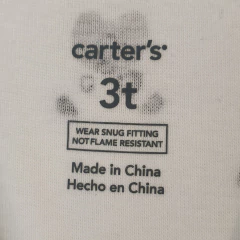 carter's
3t
WEAR SNUG FITTING
NOT FLAME RESISTANT
Made in China
Hecho en China